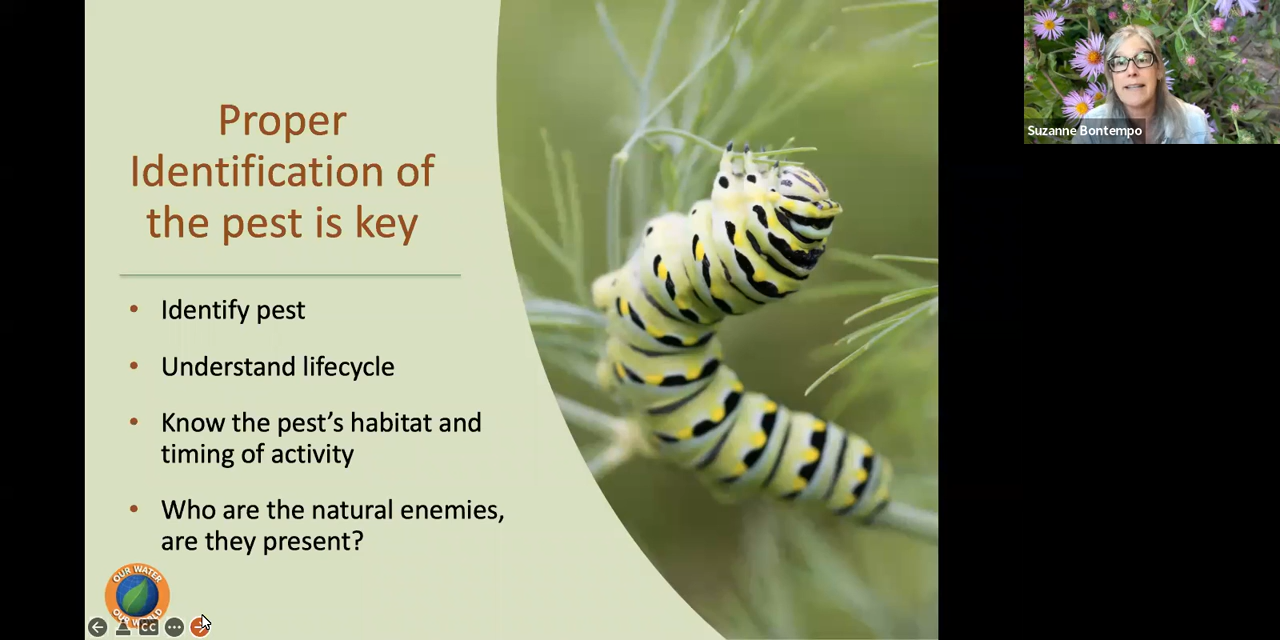 Proper
Identification of
the pest is key
• Identify pest
• Understand lifecycle
• Know the pest’s habitat and
timing of activity
• Who are the natural enemies,
are they present?
OUR WATER
OUR WORLD
CC
Suzanne Bontempo